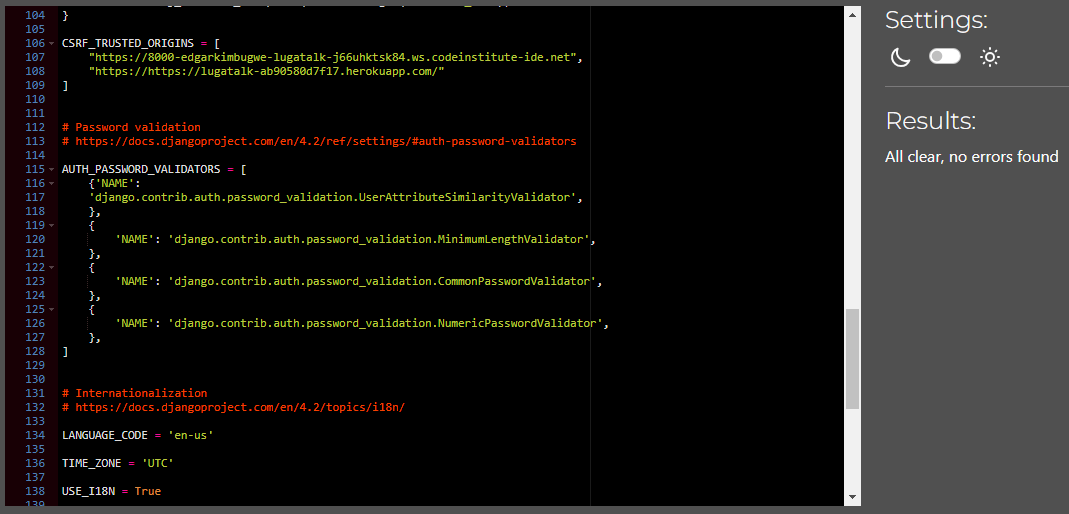 104 }
105
106 CSRF_TRUSTED_ORIGINS = [
107     "https://8000-edgarkimbugwe-lugatalk-j66uhktsk84.ws.codeinstitute-ide.net",
108     "https://https://lugatalk-ab90580d7f17.herokuapp.com/"
109 ]
110
111
112 # Password validation
113 # https://docs.djangoproject.com/en/4.2/ref/settings/#auth-password-validators
114
115 AUTH_PASSWORD_VALIDATORS = [
116     {'NAME':
117     'django.contrib.auth.password_validation.UserAttributeSimilarityValidator',
118     },
119     {
120         'NAME': 'django.contrib.auth.password_validation.MinimumLengthValidator',
121     },
122     {
123         'NAME': 'django.contrib.auth.password_validation.CommonPasswordValidator',
124     },
125     {
126         'NAME': 'django.contrib.auth.password_validation.NumericPasswordValidator',
127     },
128 ]
129
130
131 # Internationalization
132 # https://docs.djangoproject.com/en/4.2/topics/i18n/
133
134 LANGUAGE_CODE = 'en-us'
135
136 TIME_ZONE = 'UTC'
137
138 USE_I18N = True
139
Settings:
Results:
All clear, no errors found